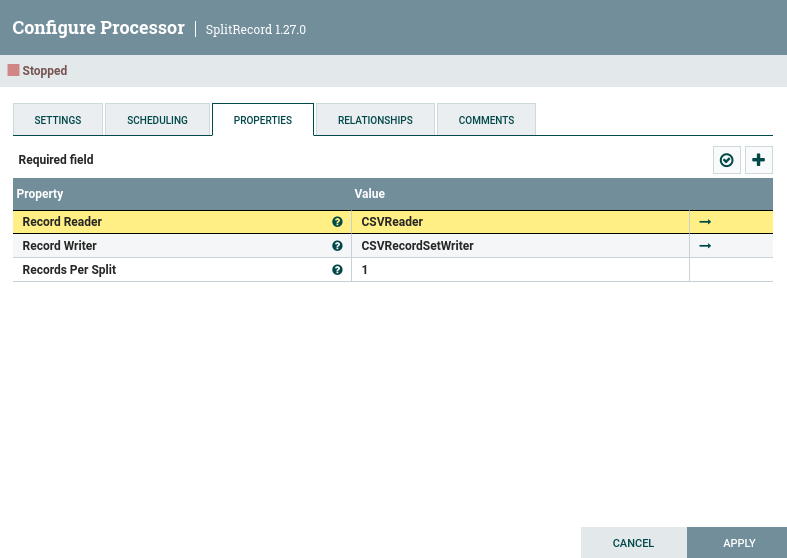 Configure Processor | SplitRecord 1.27.0
Stopped
SETTINGS SCHEDULING PROPERTIES RELATIONSHIPS COMMENTS
Required field
Property Value
Record Reader CSVReader
Record Writer CSVRecordSetWriter
Records Per Split 1
CANCEL APPLY